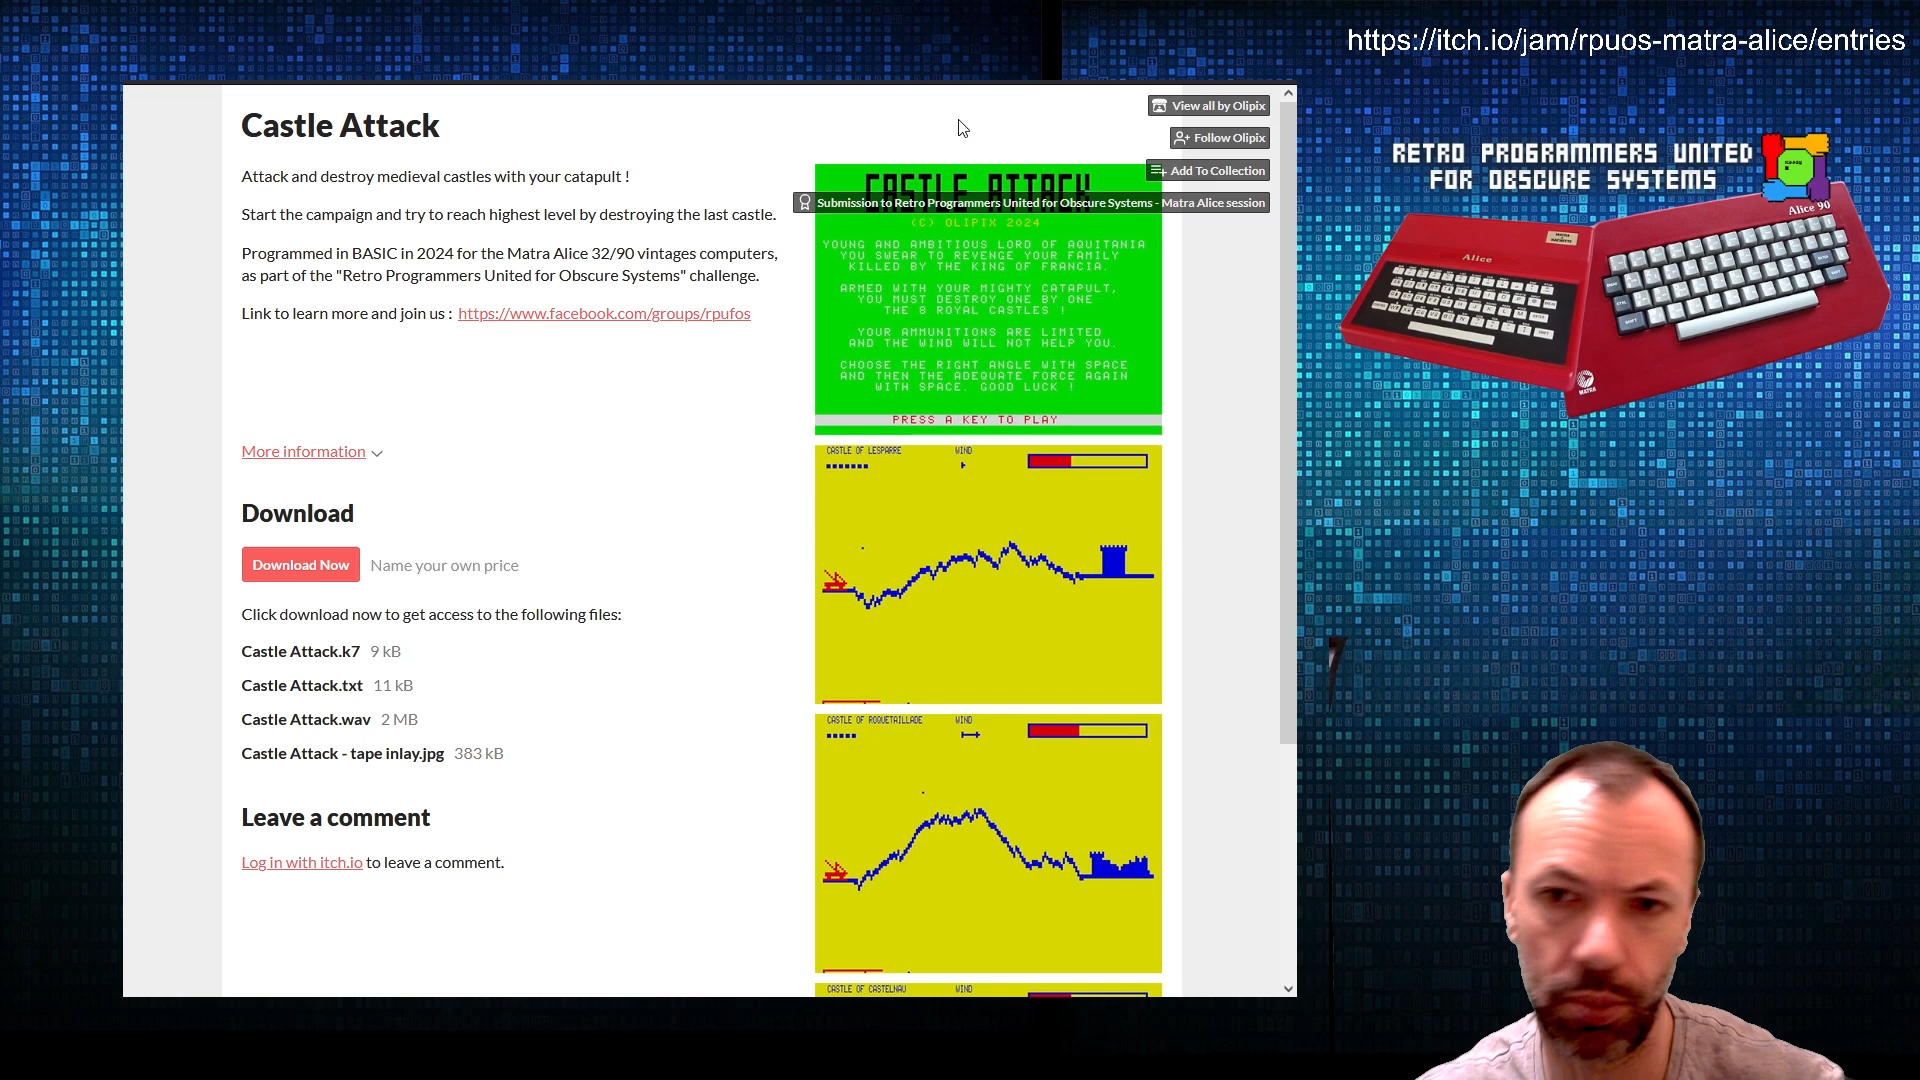 https://itch.io/jam/rpuos-matra-alice/entries
Castle Attack
View all by Olipix
Follow Olipix
Add To Collection
Submission to Retro Programmers United for Obscure Systems - Matra Alice session
Attack and destroy medieval castles with your catapult !
Start the campaign and try to reach highest level by destroying the last castle.
Programmed in BASIC in 2024 for the Matra Alice 32/90 vintages computers,
as part of the "Retro Programmers United for Obscure Systems" challenge.
Link to learn more and join us : https://www.facebook.com/groups/rpufos
More information
Download
Download Now Name your own price
Click download now to get access to the following files:
Castle Attack.k7 9 kB
Castle Attack.txt 11 kB
Castle Attack.wav 2 MB
Castle Attack - tape inlay.jpg 383 kB
Leave a comment
Log in with itch.io to leave a comment.
CASTLE ATTACK
(C) OLIPIX 2024
YOUNG AND AMBITIOUS LORD OF AQUITANIA
YOU SWEAR TO REVENGE YOUR FAMILY
KILLED BY THE KING OF FRANCIA.
ARMED WITH YOUR MIGHTY CATAPULT,
YOU MUST DESTROY ONE BY ONE
THE 8 ROYAL CASTLES !
YOUR AMMUNITIONS ARE LIMITED
AND THE WIND WILL NOT HELP YOU.
CHOOSE THE RIGHT ANGLE WITH SPACE
AND THEN THE ADEQUATE FORCE AGAIN
WITH SPACE. GOOD LUCK !
PRESS A KEY TO PLAY
CASTLE OF LESPARRE WIND
CASTLE OF ROQUETAILLADE WIND
CASTLE OF CASTELNAU WIND
RETRO PROGRAMMERS UNITED
FOR OBSCURE SYSTEMS
Ready
Alice
Alice 90
MATRA